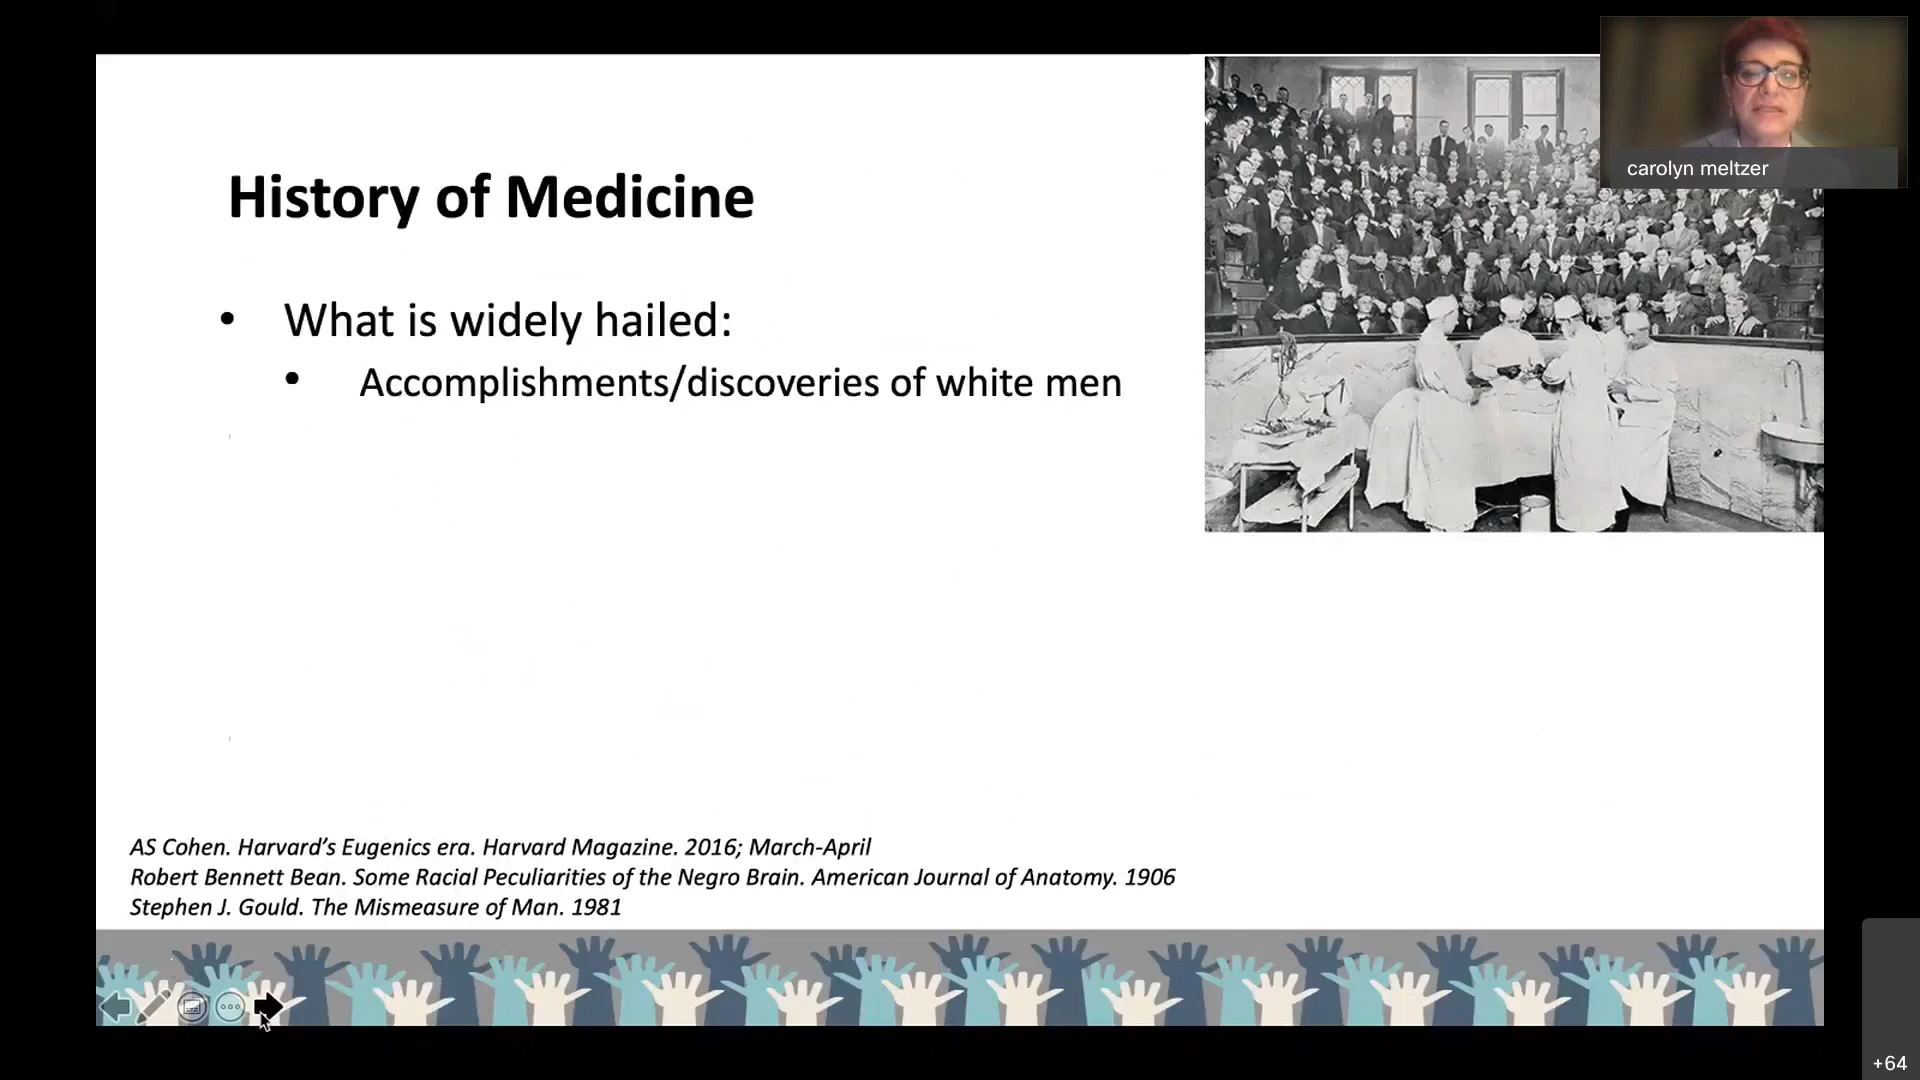 carolyn meltzer
History of Medicine
• What is widely hailed:
• Accomplishments/discoveries of white men
AS Cohen. Harvard’s Eugenics era. Harvard Magazine. 2016; March-April
Robert Bennett Bean. Some Racial Peculiarities of the Negro Brain. American Journal of Anatomy. 1906
Stephen J. Gould. The Mismeasure of Man. 1981
+64